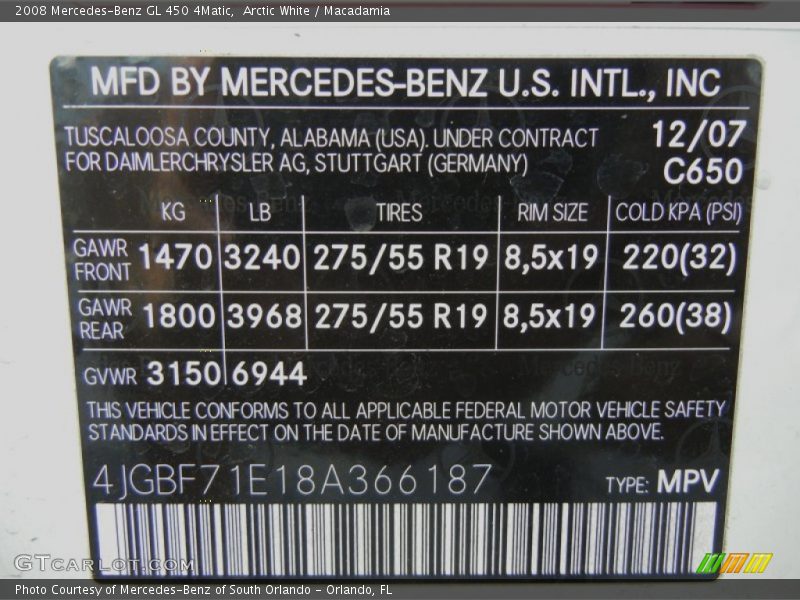 2008 Mercedes-Benz GL 450 4Matic,  Arctic White / Macadamia
MFD BY MERCEDES-BENZ U.S. INTL., INC
TUSCALOOSA COUNTY, ALABAMA (USA). UNDER CONTRACT 12/07
FOR DAIMLERCHRYSLER AG, STUTTGART (GERMANY) C650
KG LB TIRES RIM SIZE COLD KPA (PSI)
GAWR FRONT 1470 3240 275/55 R19 8,5x19 220(32)
GAWR REAR 1800 3968 275/55 R19 8,5x19 260(38)
GVWR 3150 6944
THIS VEHICLE CONFORMS TO ALL APPLICABLE FEDERAL MOTOR VEHICLE SAFETY
STANDARDS IN EFFECT ON THE DATE OF MANUFACTURE SHOWN ABOVE.
4JGBF71E18A366187 TYPE: MPV
GTCARLOT.COM
Photo Courtesy of Mercedes-Benz of South Orlando - Orlando, FL